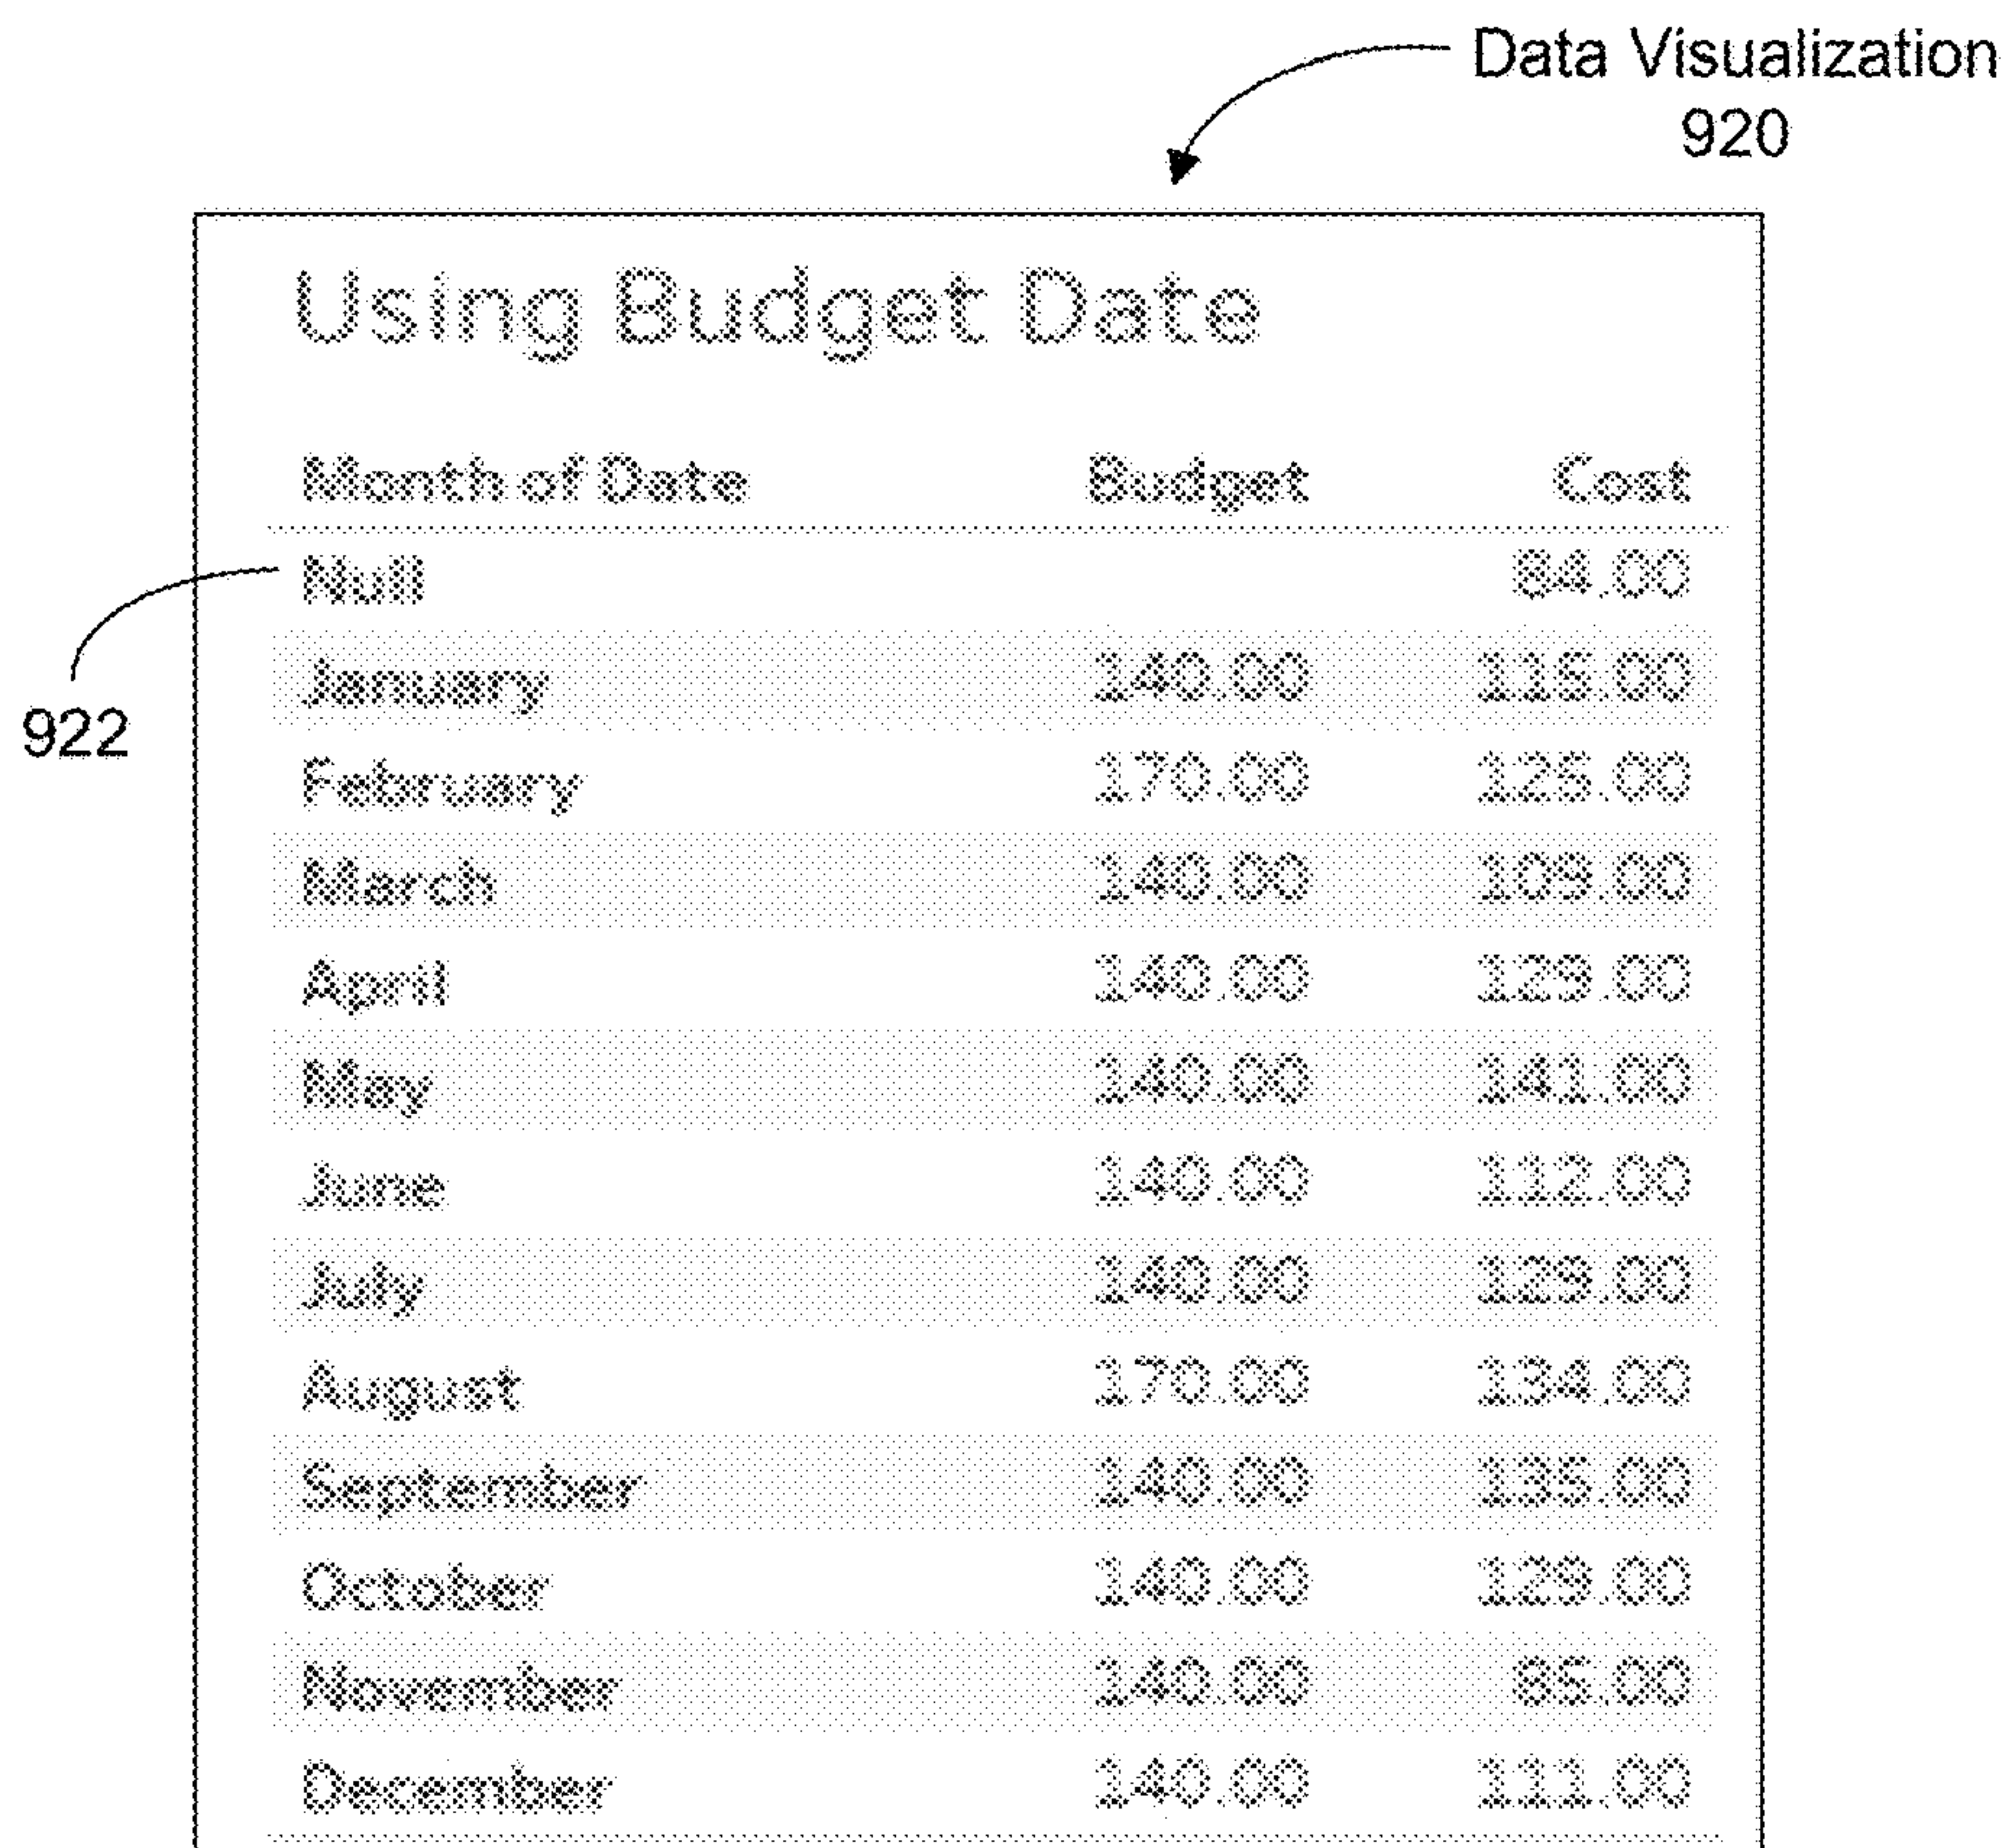 Data Visualization
920
Using Budget Date
Month of Date Budget Cost
Null 84.00
January 140.00 115.00
922
February 170.00 125.00
March 140.00 109.00
April 140.00 129.00
May 140.00 141.00
June 140.00 112.00
July 140.00 129.00
August 170.00 134.00
September 140.00 135.00
October 140.00 129.00
November 140.00 85.00
December 140.00 111.00